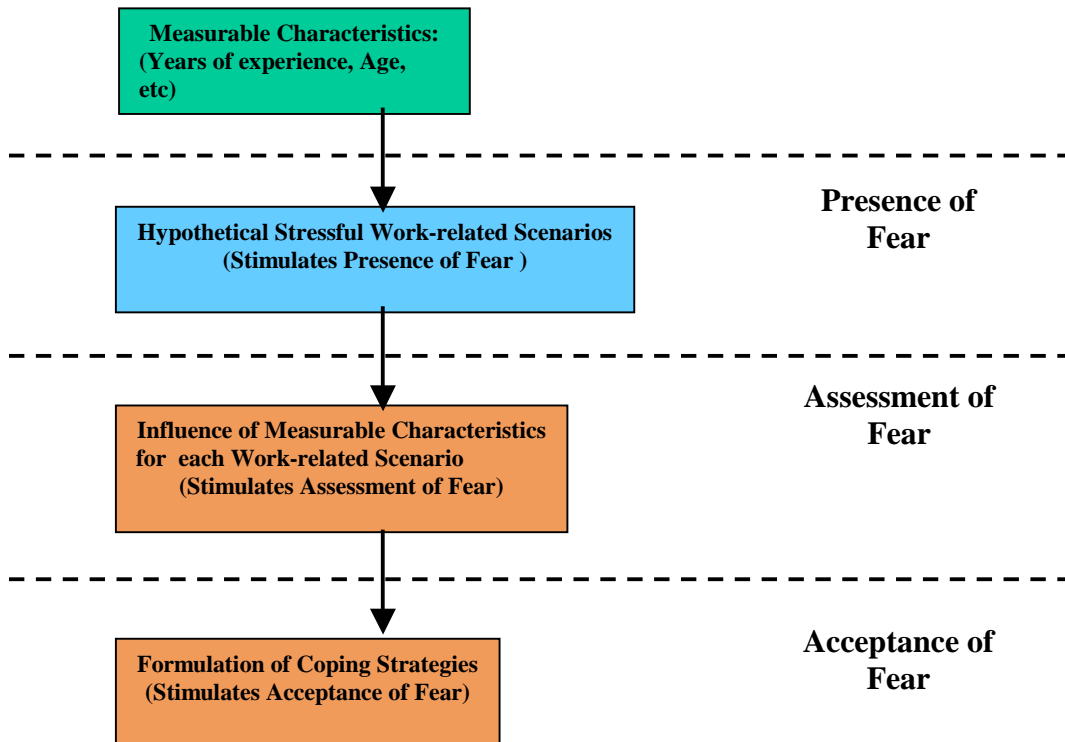 Measurable Characteristics:
(Years of experience, Age,
etc)
Presence of
Fear
Hypothetical Stressful Work-related Scenarios
(Stimulates Presence of Fear )
Assessment of
Fear
Influence of Measurable Characteristics
for each Work-related Scenario
(Stimulates Assessment of Fear)
Acceptance of
Fear
Formulation of Coping Strategies
(Stimulates Acceptance of Fear)